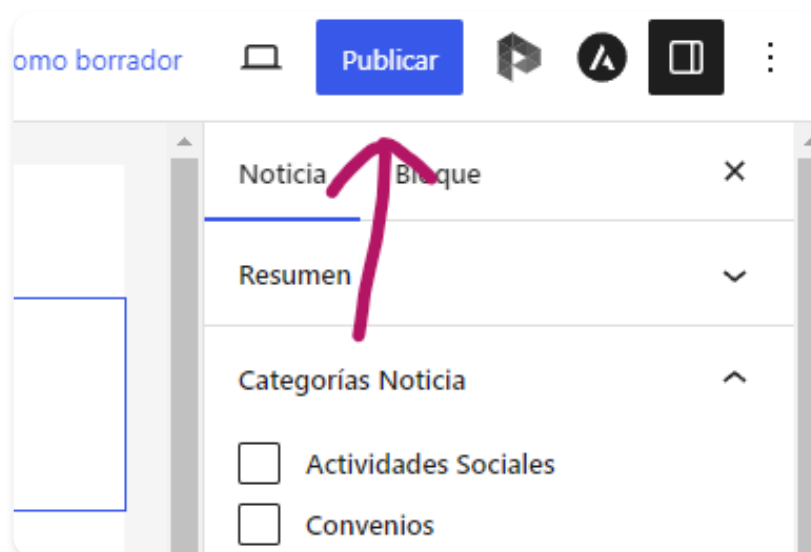 omo borrador Publicar
Noticia Bloque
Resumen
Categorías Noticia
Actividades Sociales
Convenios